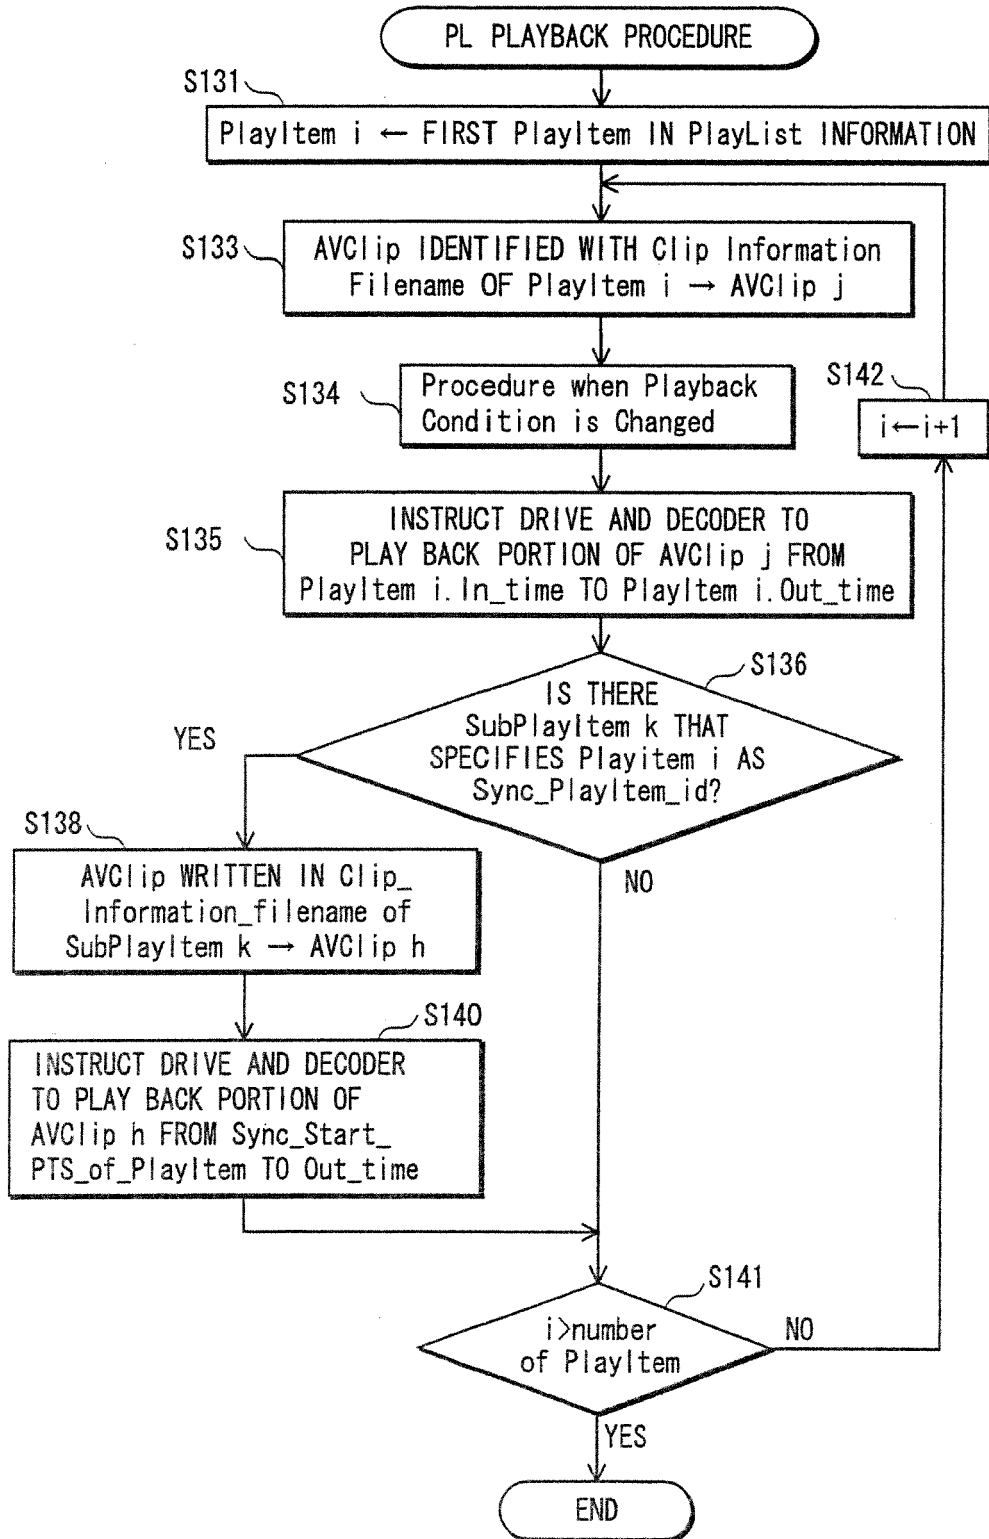 PL PLAYBACK PROCEDURE
S131
PlayItem i ← FIRST PlayItem IN PlayList INFORMATION
S133
AVClip IDENTIFIED WITH Clip Information
Filename OF PlayItem i → AVClip j
S134
Procedure when Playback
Condition is Changed
S142
i←i+1
S135
INSTRUCT DRIVE AND DECODER TO
PLAY BACK PORTION OF AVClip j FROM
PlayItem i.In_time TO PlayItem i.Out_time
S136
IS THERE
SubPlayItem k THAT
SPECIFIES Playitem i AS
Sync_PlayItem_id?
YES
NO
S138
AVClip WRITTEN IN Clip_
Information_filename of
SubPlayItem k → AVClip h
S140
INSTRUCT DRIVE AND DECODER
TO PLAY BACK PORTION OF
AVClip h FROM Sync_Start_
PTS_of_PlayItem TO Out_time
S141
i>number
of PlayItem
NO
YES
END